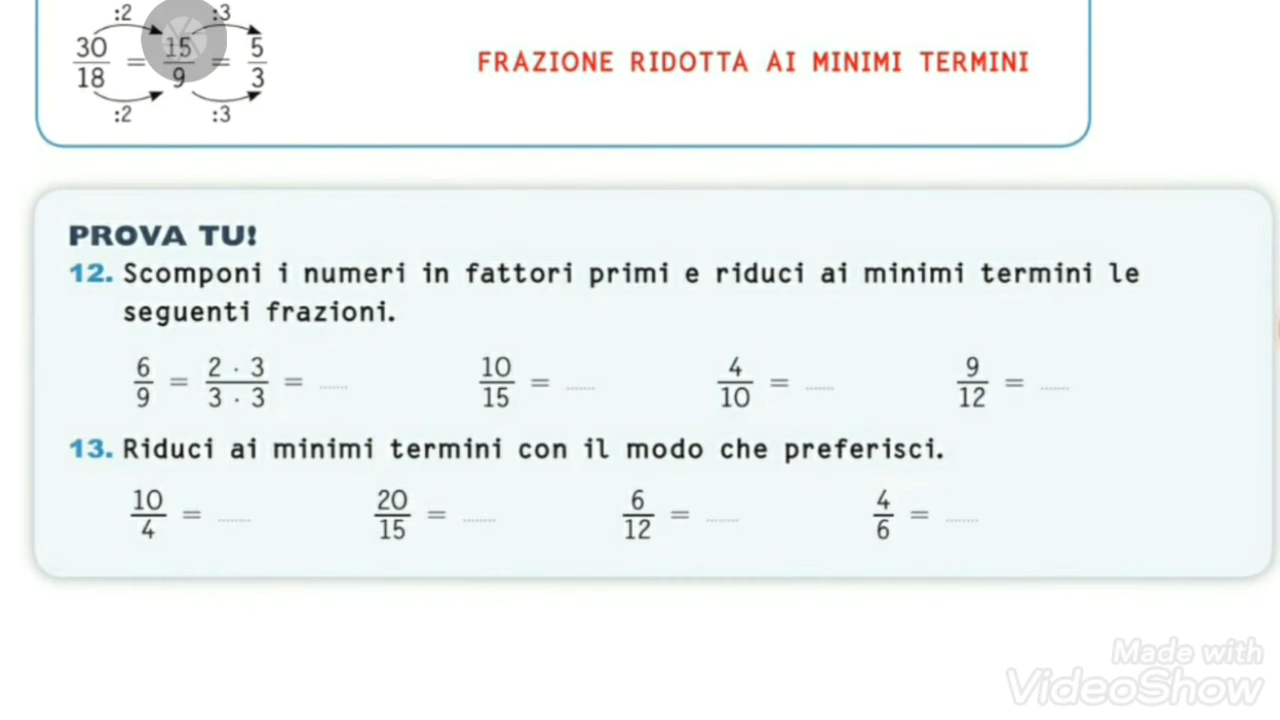 :2 :3
30/18 = 15/9 = 5/3
:2 :3
FRAZIONE RIDOTTA AI MINIMI TERMINI
PROVA TU!
12. Scomponi i numeri in fattori primi e riduci ai minimi termini le
seguenti frazioni.
6/9 = 2 · 3/3 · 3 = ...... 10/15 = ...... 4/10 = ...... 9/12 = ......
13. Riduci ai minimi termini con il modo che preferisci.
10/4 = ....... 20/15 = ....... 6/12 = ....... 4/6 = .......
Made with
VideoShow